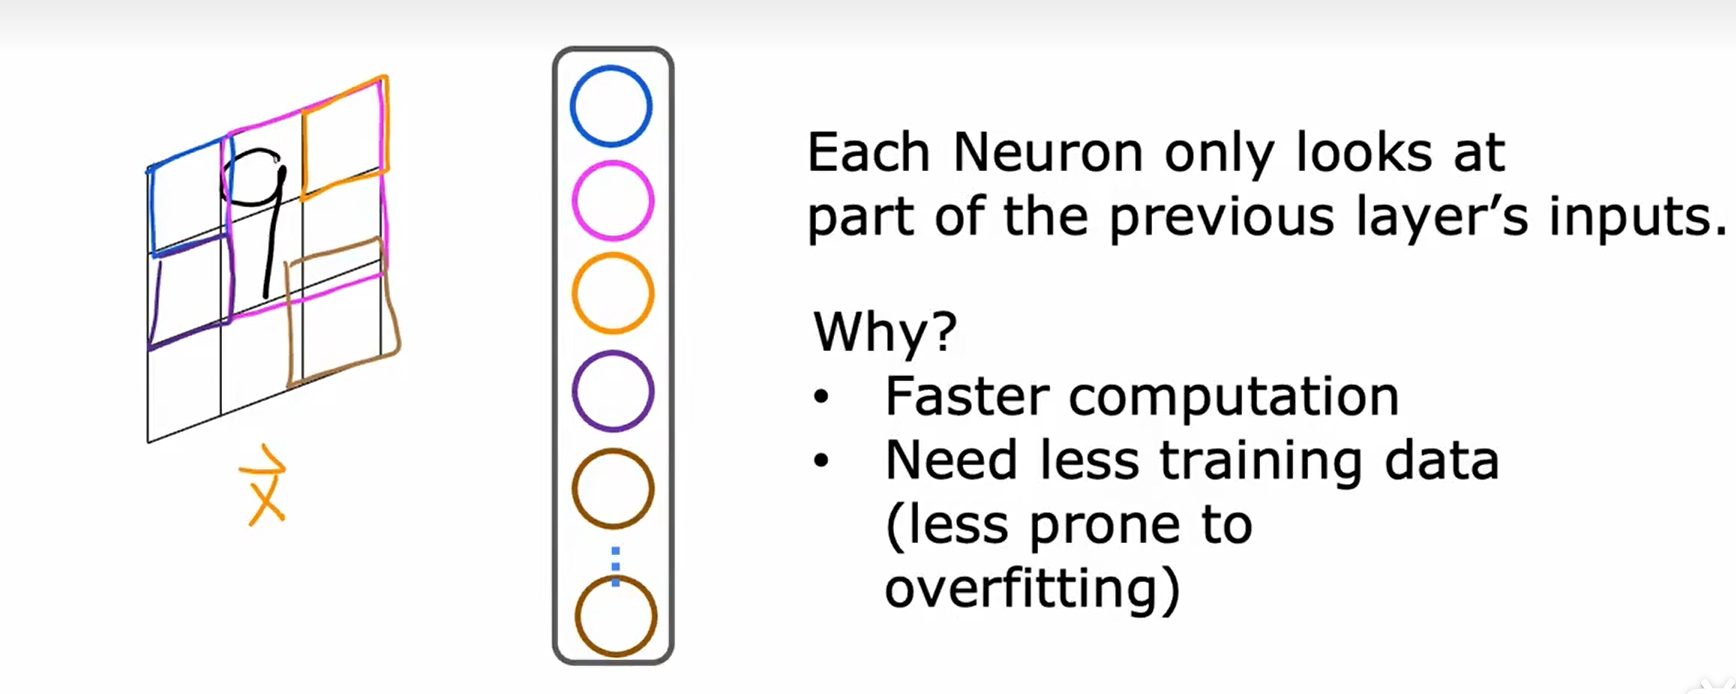 9
x⃗
Each Neuron only looks at
part of the previous layer’s inputs.
Why?
• Faster computation
• Need less training data
(less prone to
overfitting)